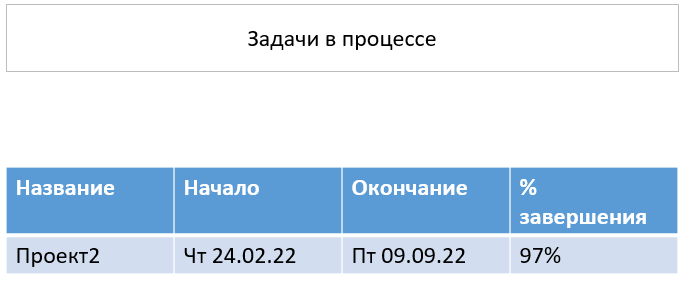 Задачи в процессе
Название Начало Окончание % завершения
Проект2 Чт 24.02.22 Пт 09.09.22 97%